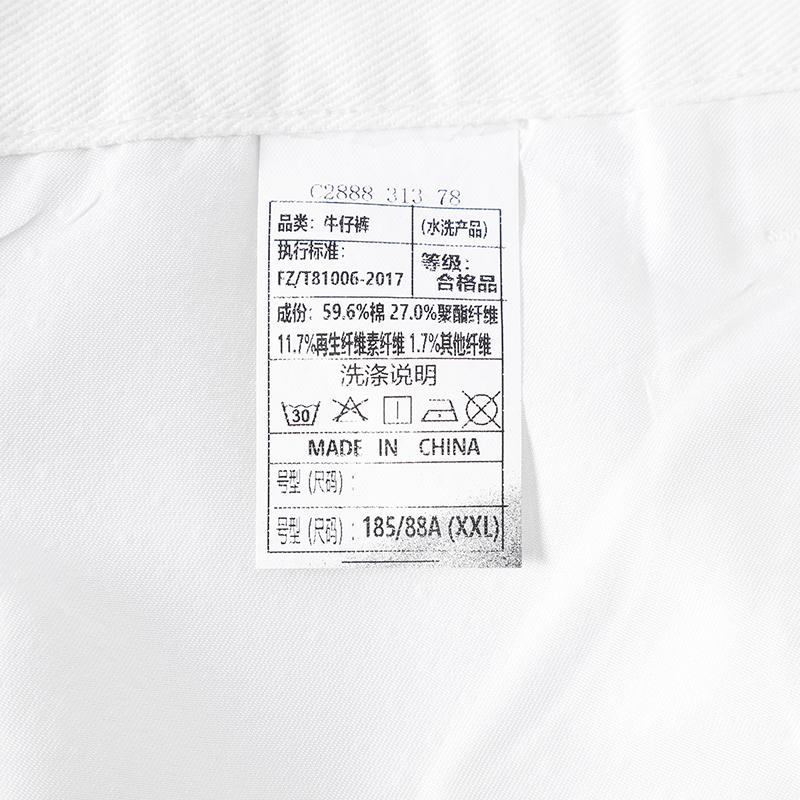 C2888 313 78
品类: 牛仔裤 (水洗产品)
执行标准:
FZ/T81006-2017
等级:
合格品
成份: 59.6%棉 27.0%聚酯纤维
11.7%再生纤维素纤维 1.7%其他纤维
洗涤说明
30
MADE IN CHINA
号型 (尺码) :
号型 (尺码) : 185/88A (XXL)